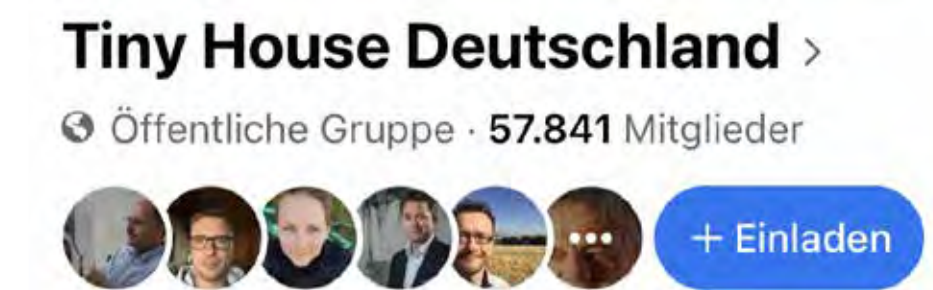 Tiny House Deutschland >
Öffentliche Gruppe · 57.841 Mitglieder
+ Einladen